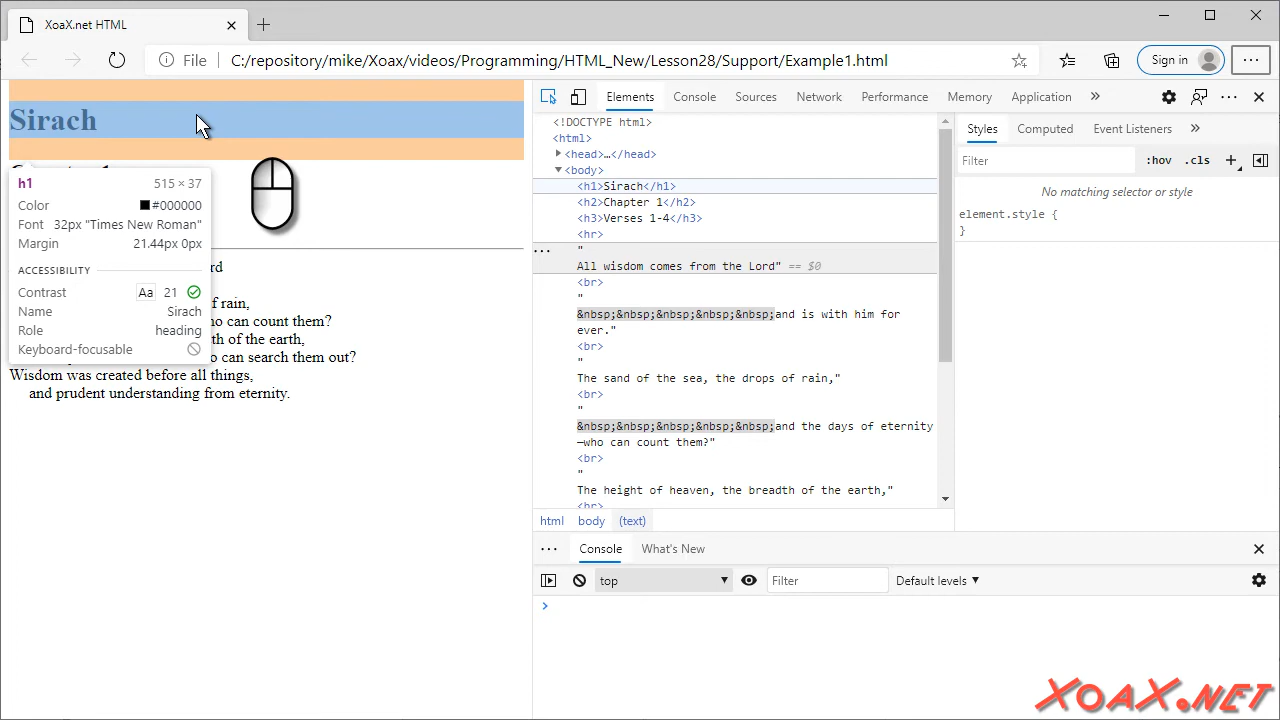 XoaX.net HTML
File C:/repository/mike/Xoax/videos/Programming/HTML_New/Lesson28/Support/Example1.html
Sign in
Sirach
h1 515 × 37
Color #000000
Font 32px "Times New Roman"
Margin 21.44px 0px
ACCESSIBILITY
Contrast Aa 21
Name Sirach
Role heading
Keyboard-focusable
rd
f rain,
o can count them?
th of the earth,
o can search them out?
Wisdom was created before all things,
and prudent understanding from eternity.
Elements Console Sources Network Performance Memory Application
<!DOCTYPE html>
<html>
<head>…</head>
<body>
<h1>Sirach</h1>
<h2>Chapter 1</h2>
<h3>Verses 1-4</h3>
<hr>
"
All wisdom comes from the Lord" == $0
<br>
"
&nbsp;&nbsp;&nbsp;&nbsp;&nbsp;and is with him for
ever."
<br>
"
The sand of the sea, the drops of rain,"
<br>
"
&nbsp;&nbsp;&nbsp;&nbsp;&nbsp;and the days of eternity
—who can count them?"
<br>
"
The height of heaven, the breadth of the earth,"
<br>
html body (text)
Styles Computed Event Listeners
Filter :hov .cls +
No matching selector or style
element.style {
}
Console What's New
top Filter Default levels
XoaX.net